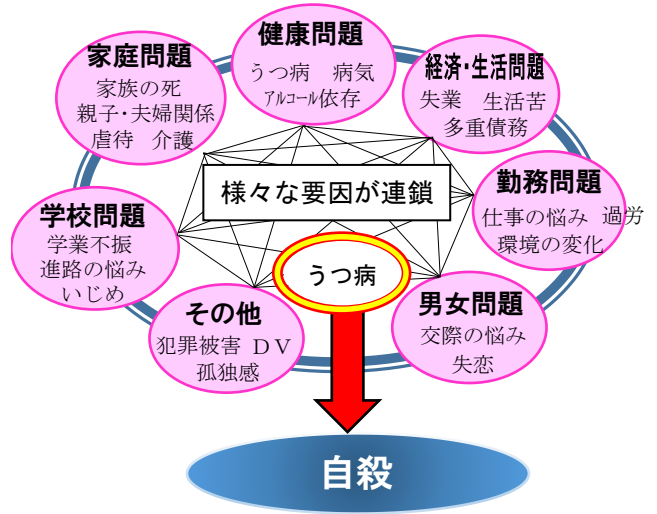 健康問題
うつ病　病気
アルコール依存
家庭問題
家族の死
親子・夫婦関係
虐待　介護
経済・生活問題
失業　生活苦
多重債務
様々な要因が連鎖
勤務問題
仕事の悩み　過労
環境の変化
学校問題
学業不振
進路の悩み
いじめ
うつ病
その他
犯罪被害　ＤＶ
孤独感
男女問題
交際の悩み
失恋
自殺